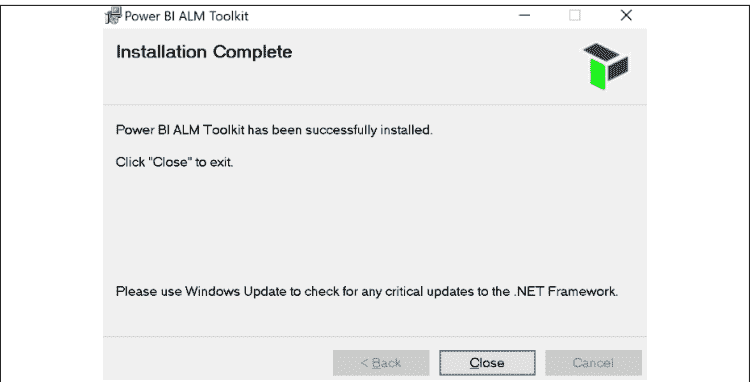 Power BI ALM Toolkit
Installation Complete
Power BI ALM Toolkit has been successfully installed.
Click "Close" to exit.
Please use Windows Update to check for any critical updates to the .NET Framework.
< Back Close Cancel